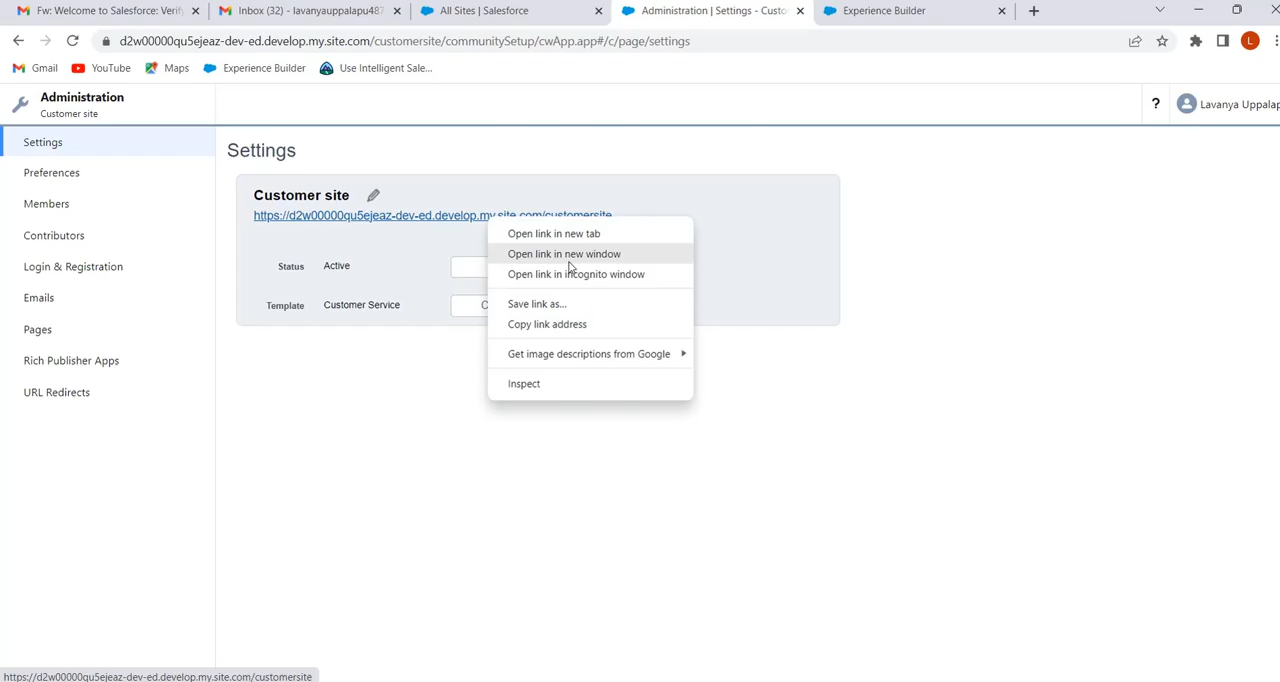 Fw: Welcome to Salesforce: Verify
Inbox (32) - lavanyauppalapu487
All Sites | Salesforce
Administration | Settings - Custo
Experience Builder
d2w00000qu5ejeaz-dev-ed.develop.my.site.com/customersite/communitySetup/cwApp.app#/c/page/settings
L
Gmail
YouTube
Maps
Experience Builder
Use Intelligent Sale...
Administration
Customer site
?
Lavanya Uppalap
Settings
Preferences
Members
Contributors
Login & Registration
Emails
Pages
Rich Publisher Apps
URL Redirects
Settings
Customer site
https://d2w00000qu5ejeaz-dev-ed.develop.my.site.com/customersite
Status
Active
Template
Customer Service
C
Open link in new tab
Open link in new window
Open link in incognito window
Save link as...
Copy link address
Get image descriptions from Google
Inspect
https://d2w00000qu5ejeaz-dev-ed.develop.my.site.com/customersite